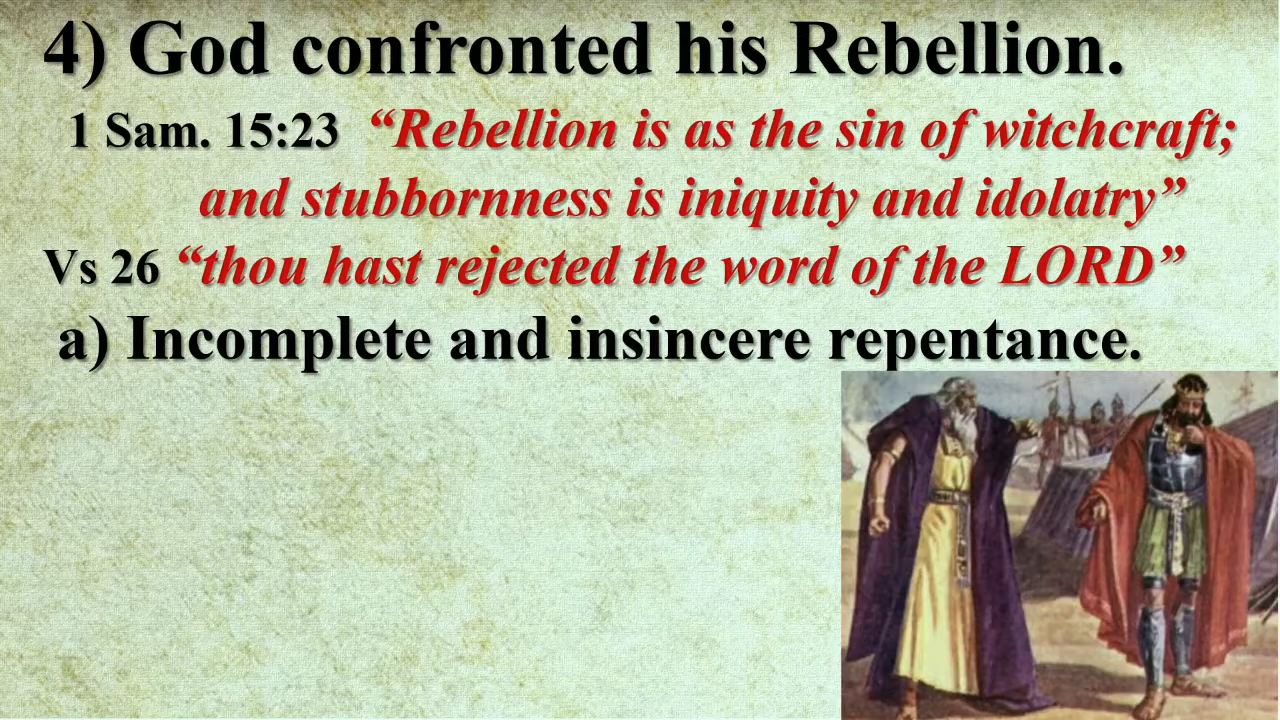 4) God confronted his Rebellion.
1 Sam. 15:23 “Rebellion is as the sin of witchcraft;
and stubbornness is iniquity and idolatry”
Vs 26 “thou hast rejected the word of the LORD”
a) Incomplete and insincere repentance.